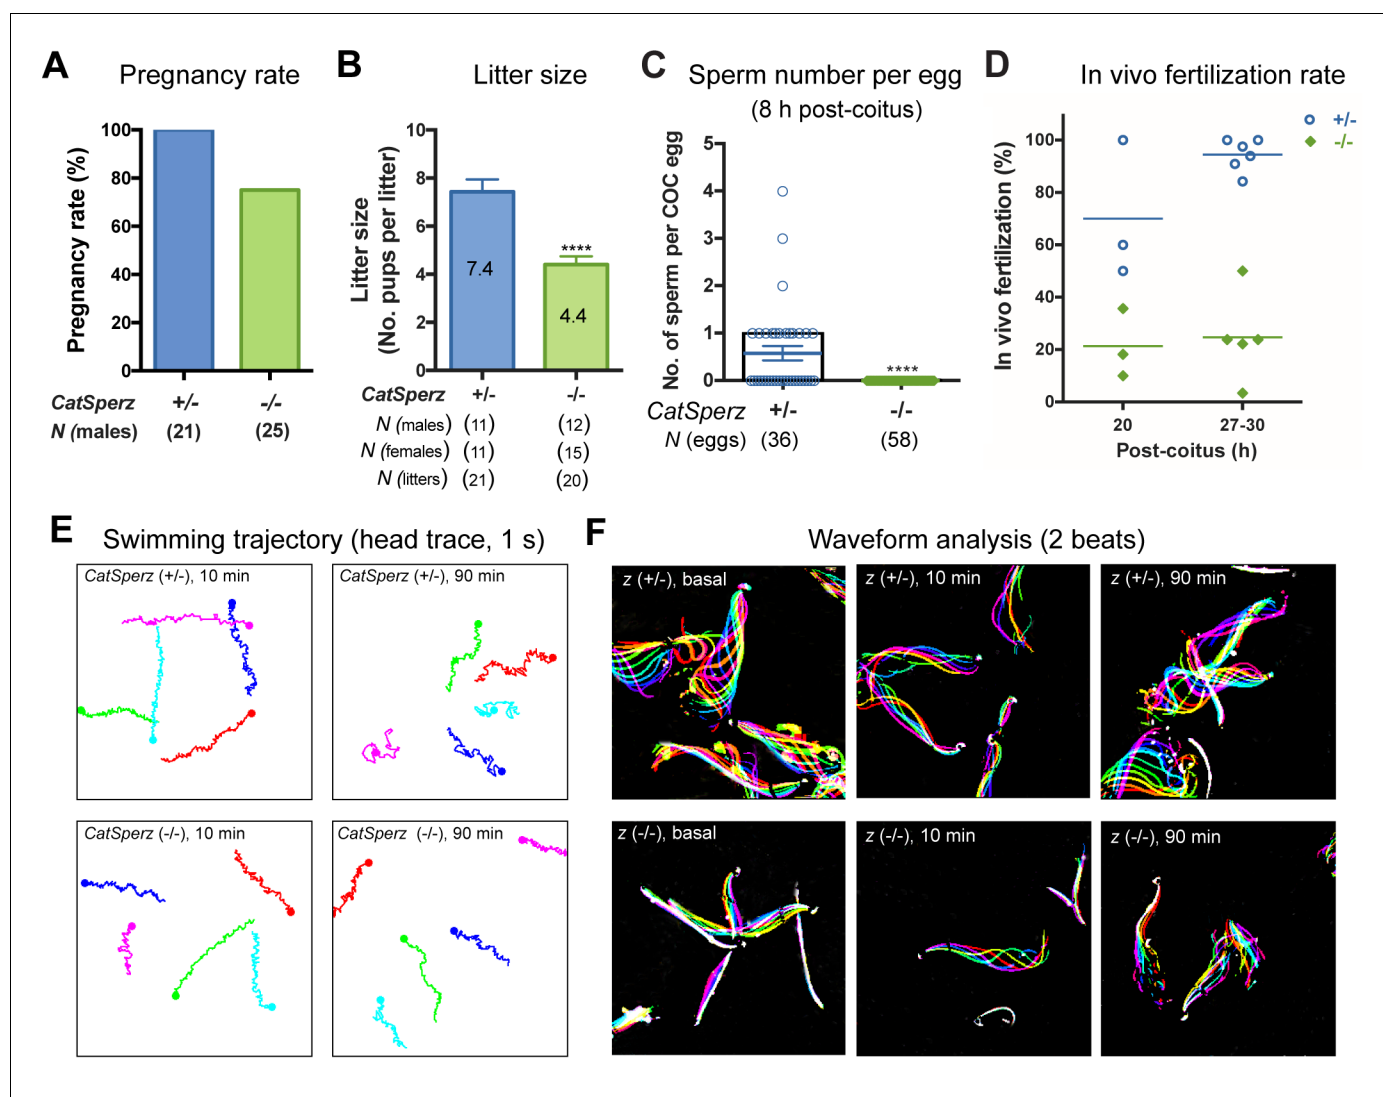 A Pregnancy rate
Pregnancy rate (%)
100
80
60
40
20
0
CatSperz +/- -/-
N (males) (21) (25)
B Litter size
Litter size
(No. pups per litter)
10
8
6
4
2
0
7.4
****
4.4
CatSperz +/- -/-
N (males) (11) (12)
N (females) (11) (15)
N (litters) (21) (20)
C Sperm number per egg
(8 h post-coitus)
No. of sperm per COC egg
5
4
3
2
1
0
****
CatSperz +/- -/-
N (eggs) (36) (58)
D In vivo fertilization rate
+/-
-/-
In vivo fertilization (%)
100
80
60
40
20
0
20 27-30
Post-coitus (h)
E Swimming trajectory (head trace, 1 s)
CatSperz (+/-), 10 min
CatSperz (+/-), 90 min
CatSperz (-/-), 10 min
CatSperz (-/-), 90 min
F Waveform analysis (2 beats)
z (+/-), basal
z (+/-), 10 min
z (+/-), 90 min
z (-/-), basal
z (-/-), 10 min
z (-/-), 90 min